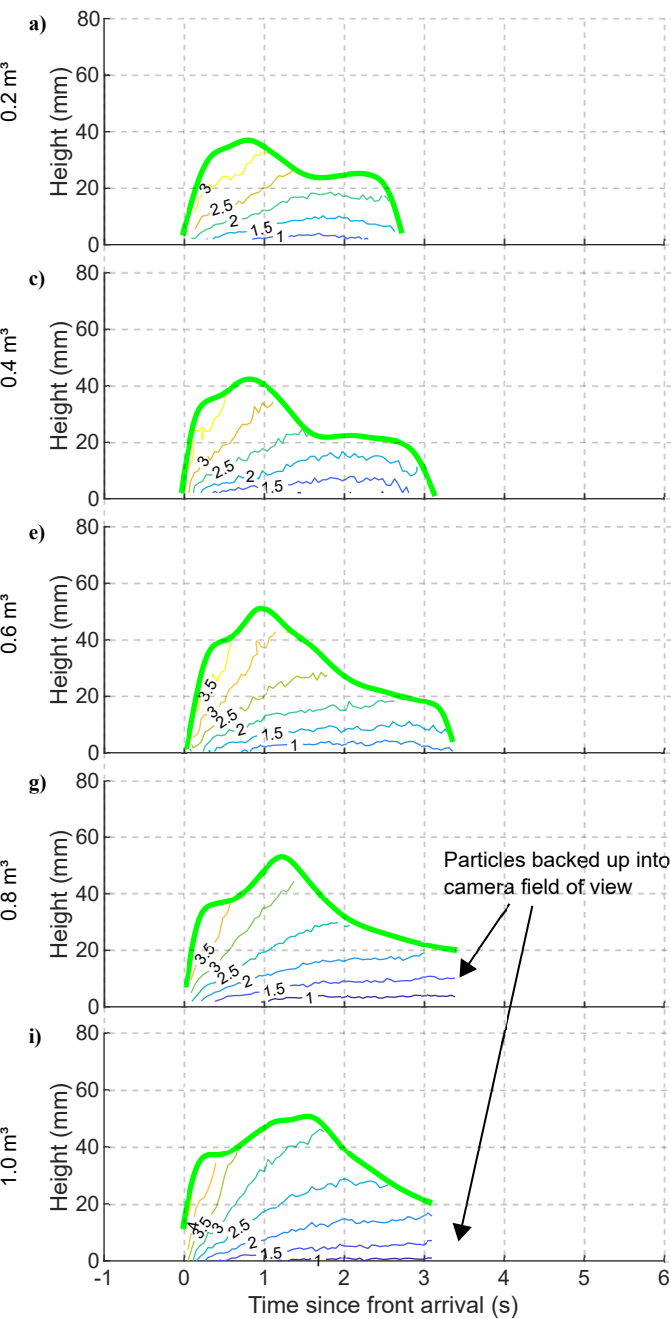 a)
0.2 m³
Height (mm)
80
60
40
20
0
3
2.5
2
1.5
1
c)
0.4 m³
Height (mm)
80
60
40
20
0
3
2.5
2
1.5
e)
0.6 m³
Height (mm)
80
60
40
20
0
3.5
3
2.5
2
1.5
1
g)
0.8 m³
Height (mm)
80
60
40
20
0
3.5
3
2.5
2
1.5
1
Particles backed up into
camera field of view
i)
1.0 m³
Height (mm)
80
60
40
20
0
4
3.5
3
2.5
2
1.5
1
-1 0 1 2 3 4 5 6
Time since front arrival (s)